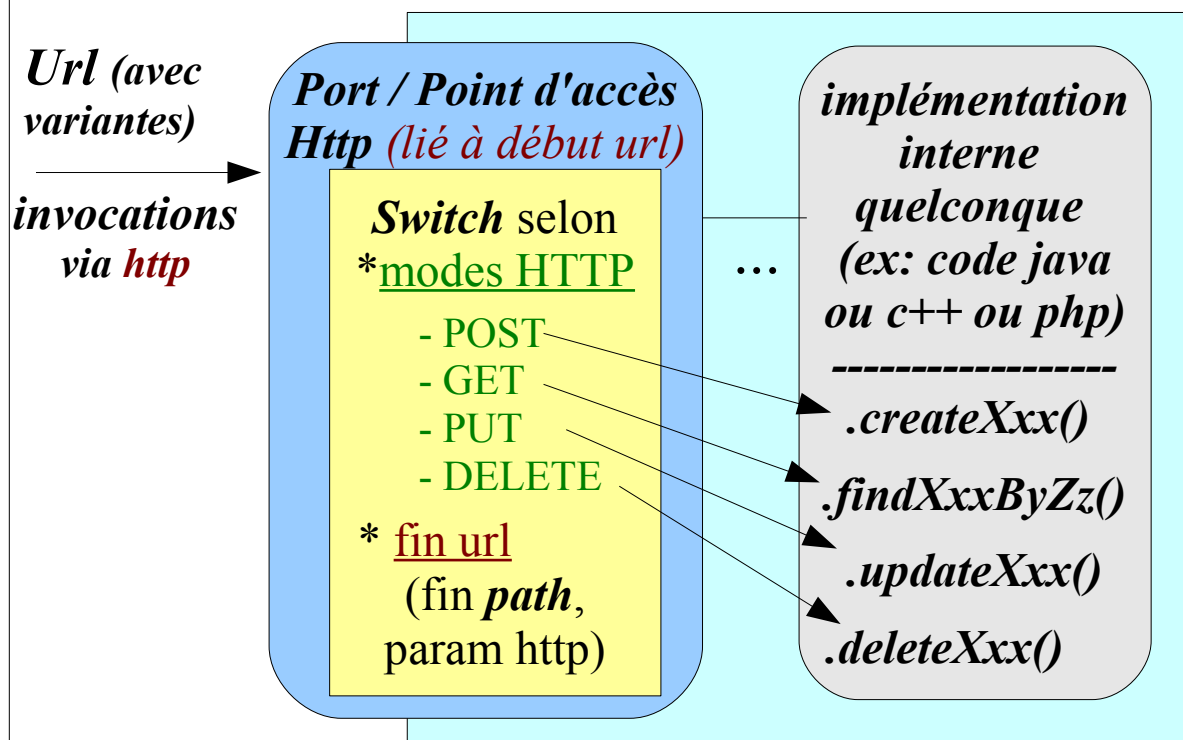 Url (avec
variantes)
invocations
via http
Port / Point d'accès
Http (lié à début url)
Switch selon
*modes HTTP
- POST
- GET
- PUT
- DELETE
* fin url
(fin path,
param http)
...
implémentation
interne
quelconque
(ex: code java
ou c++ ou php)
------------------
.createXxx()
.findXxxByZz()
.updateXxx()
.deleteXxx()